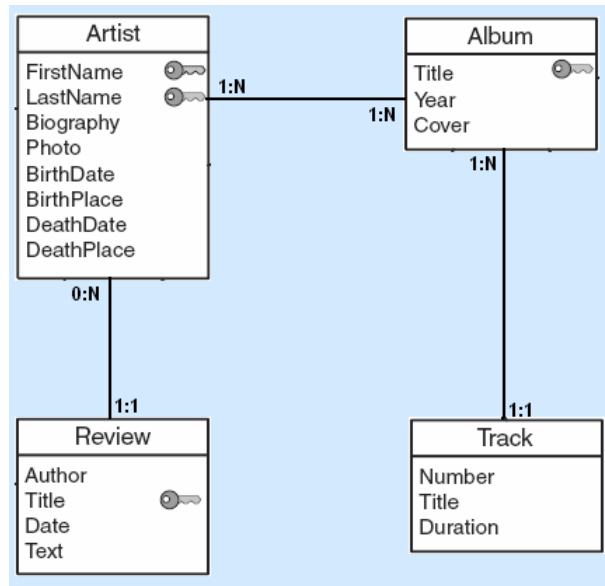 Artist
FirstName
LastName
Biography
Photo
BirthDate
BirthPlace
DeathDate
DeathPlace
1:N
1:N
Album
Title
Year
Cover
1:N
0:N
1:1
Review
Author
Title
Date
Text
1:1
Track
Number
Title
Duration